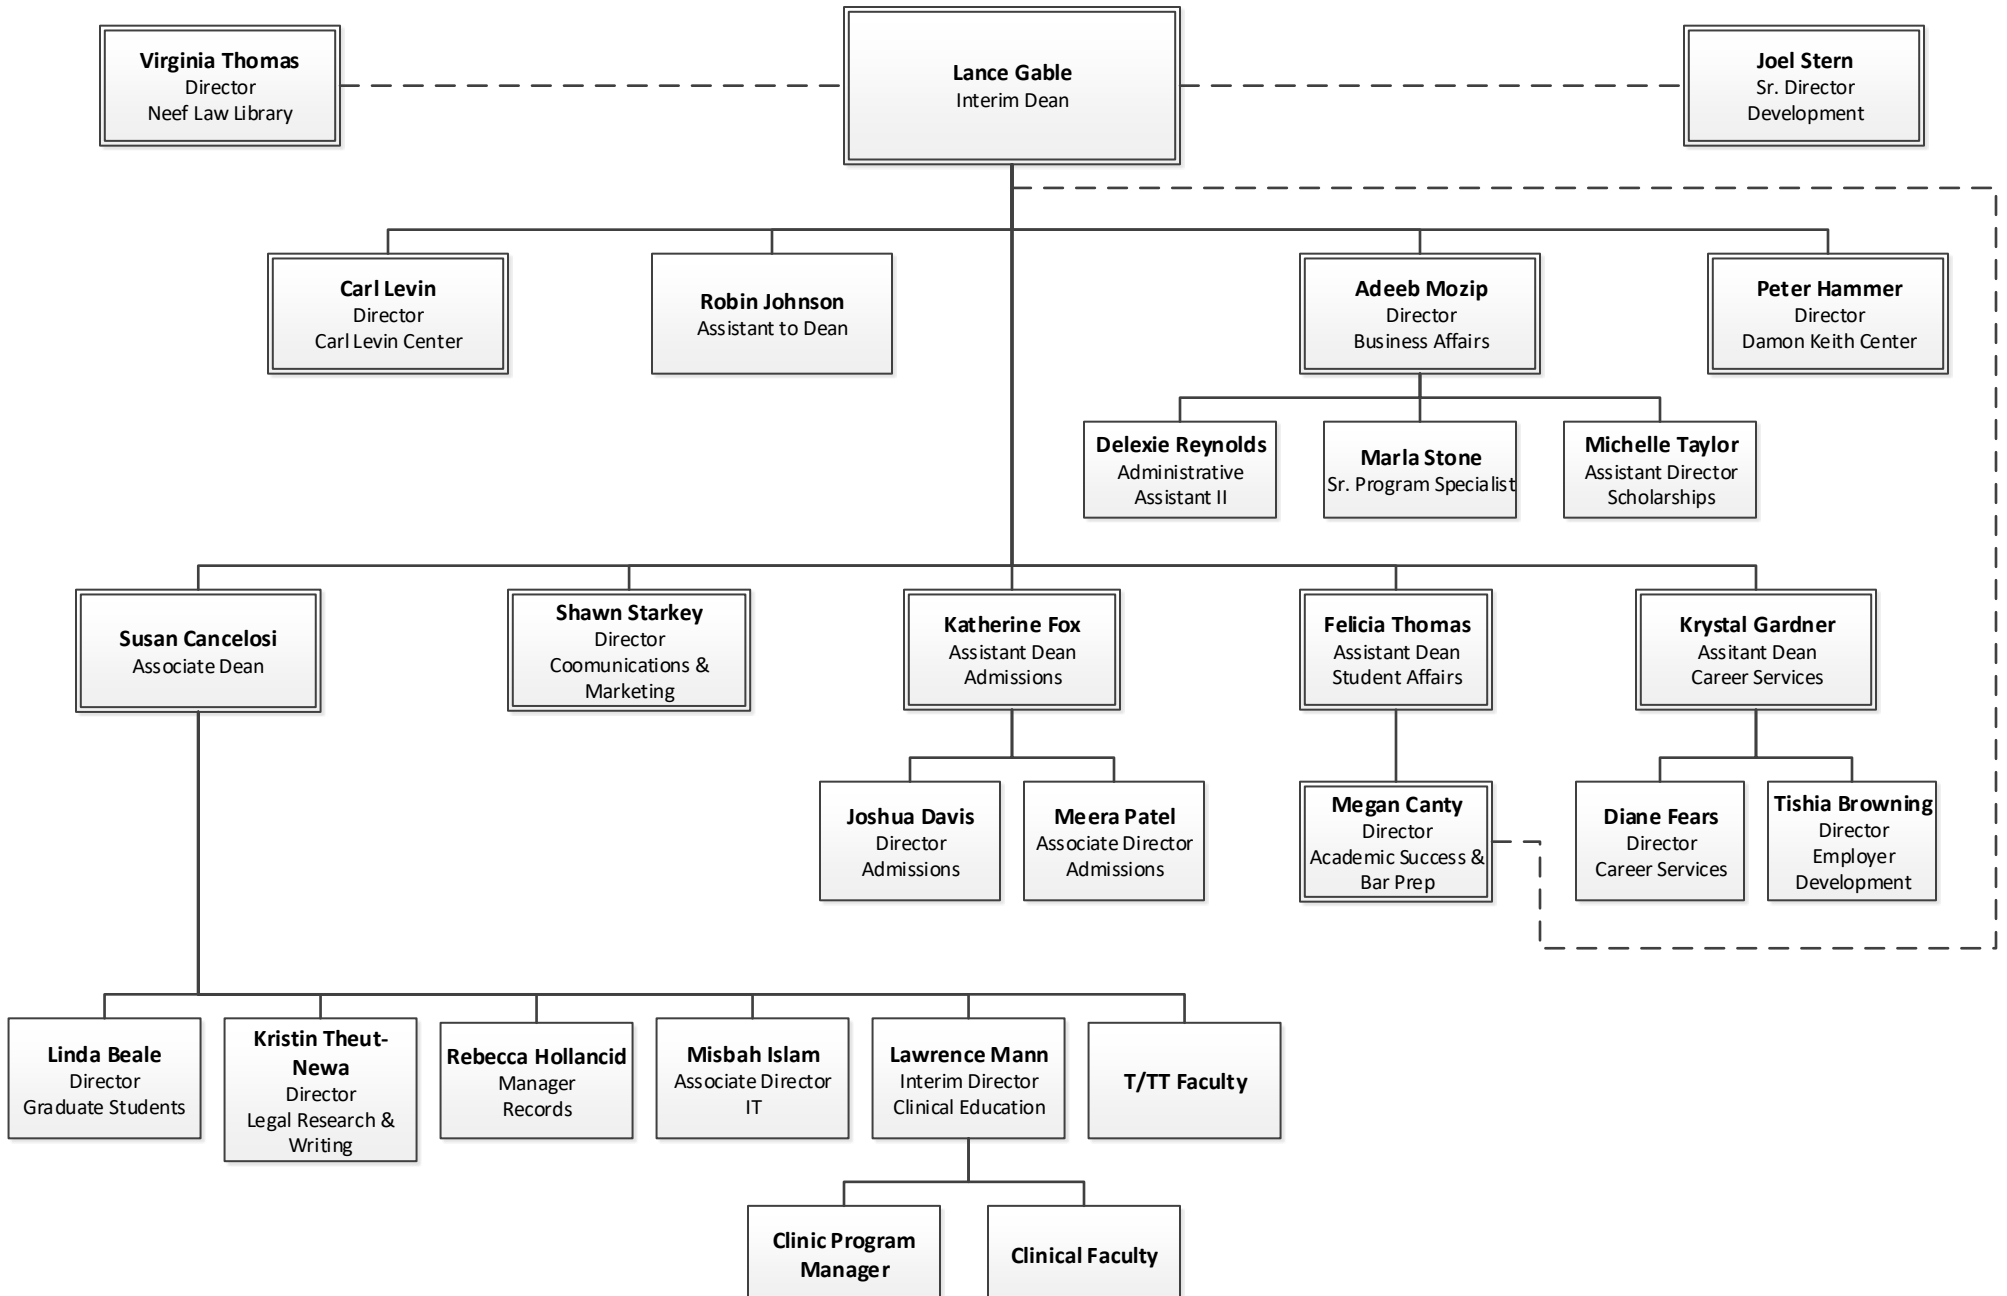 Virginia Thomas
Director
Neef Law Library
Lance Gable
Interim Dean
Joel Stern
Sr. Director
Development
Carl Levin
Director
Carl Levin Center
Robin Johnson
Assistant to Dean
Adeeb Mozip
Director
Business Affairs
Peter Hammer
Director
Damon Keith Center
Delexie Reynolds
Administrative
Assistant II
Marla Stone
Sr. Program Specialist
Michelle Taylor
Assistant Director
Scholarships
Susan Cancelosi
Associate Dean
Shawn Starkey
Director
Coomunications &
Marketing
Katherine Fox
Assistant Dean
Admissions
Felicia Thomas
Assistant Dean
Student Affairs
Krystal Gardner
Assitant Dean
Career Services
Joshua Davis
Director
Admissions
Meera Patel
Associate Director
Admissions
Megan Canty
Director
Academic Success &
Bar Prep
Diane Fears
Director
Career Services
Tishia Browning
Director
Employer
Development
Linda Beale
Director
Graduate Students
Kristin Theut-
Newa
Director
Legal Research &
Writing
Rebecca Hollancid
Manager
Records
Misbah Islam
Associate Director
IT
Lawrence Mann
Interim Director
Clinical Education
T/TT Faculty
Clinic Program
Manager
Clinical Faculty